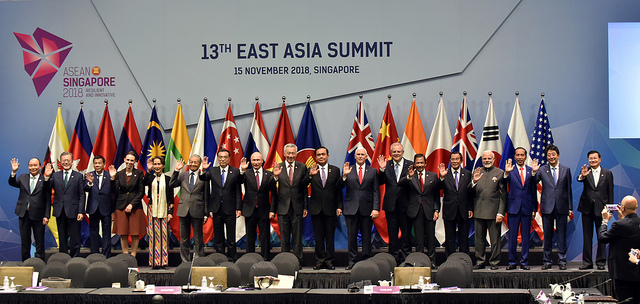 ASEAN
SINGAPORE
2018 RESILIENT
AND INNOVATIVE
13TH EAST ASIA SUMMIT
15 NOVEMBER 2018, SINGAPORE